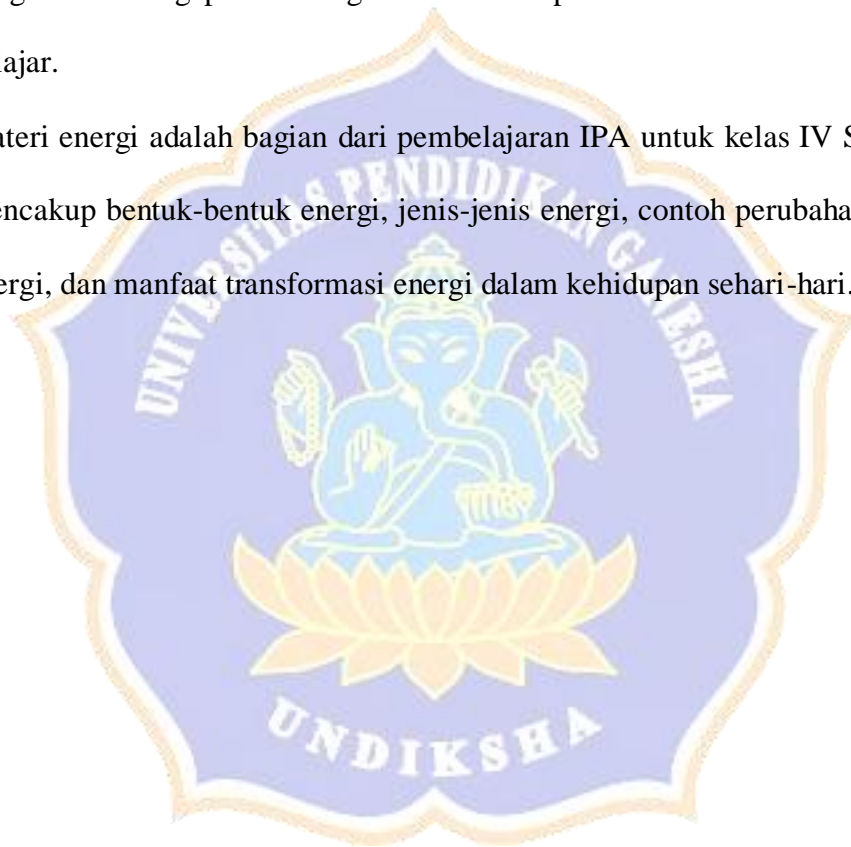 ajar.
ateri energi adalah bagian dari pembelajaran IPA untuk kelas IV S
encakup bentuk-bentuk energi, jenis-jenis energi, contoh perubaha
ergi, dan manfaat transformasi energi dalam kehidupan sehari-hari.
UNIVERSITAS PENDIDIKAN GANESHA
UNDIKSHA